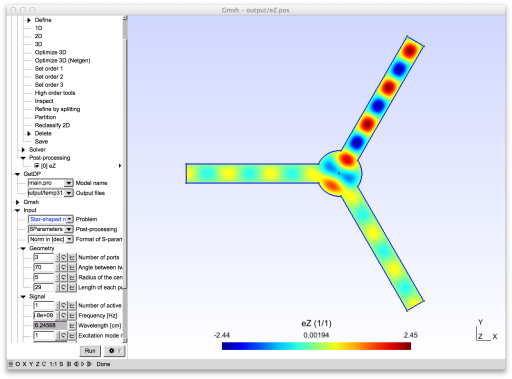 Gmsh - output/eZ.pos
Define
1D
2D
3D
Optimize 3D
Optimize 3D (Netgen)
Set order 1
Set order 2
Set order 3
High order tools
Inspect
Refine by splitting
Partition
Reclassify 2D
Delete
Save
Solver
Post-processing
[0] eZ
GetDP
main.pro Model name
utput/temp31 Output files
Gmsh
Input
Star-shaped n Problem
SParameters Post-processing
Norm in [dec] Format of S-param
Geometry
3 Number of ports
70 Angle between tw
5 Radius of the cen
29 Length of each po
Signal
1 Number of active
.8e+09 Frequency [Hz]
6.24568 Wavelength [cm]
1 Excitation mode n
Run
eZ (1/1)
-2.44 0.00194 2.45
Y
Z X
O X Y Z 1:1 S Done